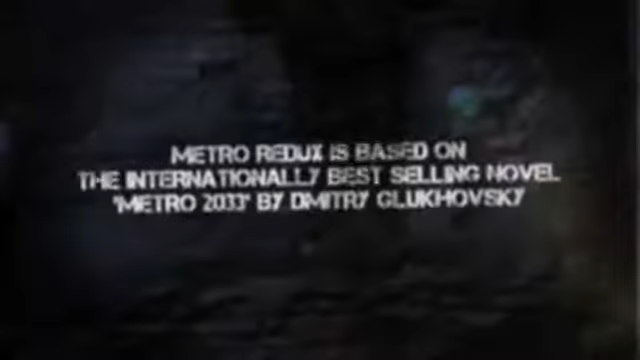 METRO REDUX IS BASED ON
THE INTERNATIONALLY BEST SELLING NOVEL
'METRO 2033' BY DMITRY GLUKHOVSKY